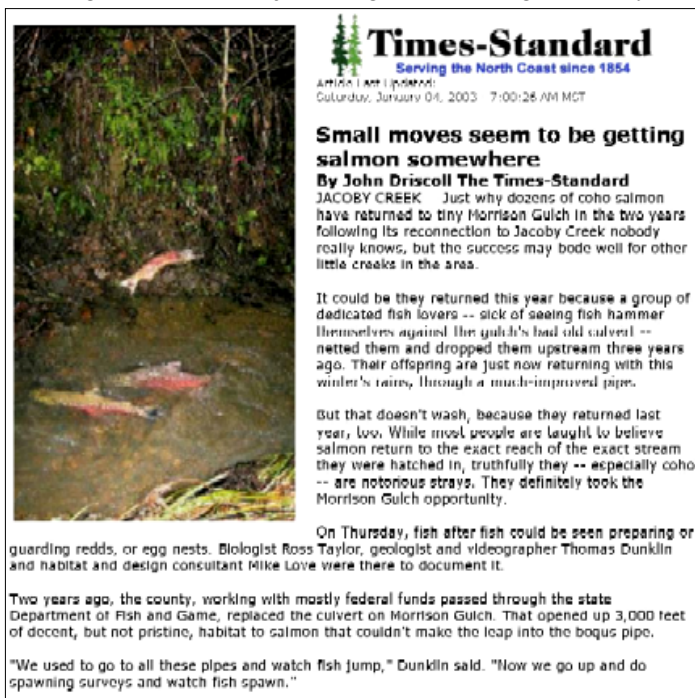 Times-Standard
Serving the North Coast since 1854
Article Last Updated:
Saturday, January 04, 2003 7:00:26 AM MST
Small moves seem to be getting
salmon somewhere
By John Driscoll The Times-Standard
JACOBY CREEK Just why dozens of coho salmon
have returned to tiny Morrison Gulch in the two years
following its reconnection to Jacoby Creek nobody
really knows, but the success may bode well for other
little creeks in the area.
It could be they returned this year because a group of
dedicated fish lovers -- sick of seeing fish hammer
themselves against the gulch's bad old culvert --
netted them and dropped them upstream three years
ago. Their offspring are just now returning with this
winter's rains, through a much-improved pipe.
But that doesn't wash, because they returned last
year, too. While most people are taught to believe
salmon return to the exact reach of the exact stream
they were hatched in, truthfully they -- especially coho
-- are notorious strays. They definitely took the
Morrison Gulch opportunity.
On Thursday, fish after fish could be seen preparing or
guarding redds, or egg nests. Biologist Ross Taylor, geologist and videographer Thomas Dunklin
and habitat and design consultant Mike Love were there to document it.
Two years ago, the county, working with mostly federal funds passed through the state
Department of Fish and Game, replaced the culvert on Morrison Gulch. That opened up 3,000 feet
of decent, but not pristine, habitat to salmon that couldn't make the leap into the bogus pipe.
"We used to go to all these pipes and watch fish jump," Dunklin said. "Now we go up and do
spawning surveys and watch fish spawn."